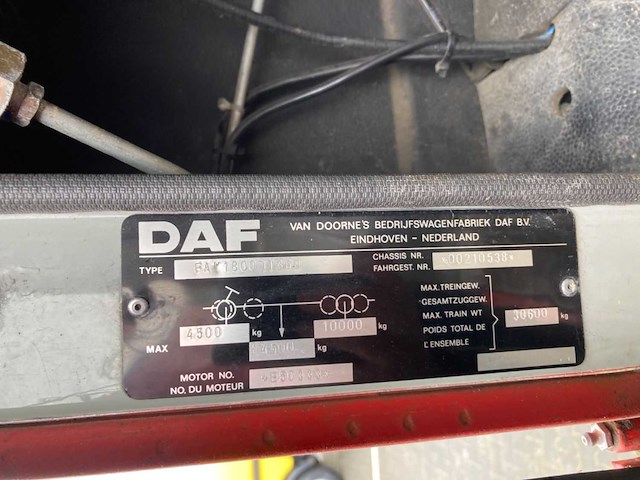 DAF
VAN DOORNE'S BEDRIJFSWAGENFABRIEK DAF B.V.
EINDHOVEN - NEDERLAND
TYPE
CHASSIS NR.
FAHRGEST. NR.
*00210538*
MAX
4500 kg
10000 kg
kg
MAX. TREINGEW.
GESAMTZUGGEW.
MAX. TRAIN WT
POIDS TOTAL DE
L'ENSEMBLE
30600 kg
MOTOR NO.
NO. DU MOTEUR